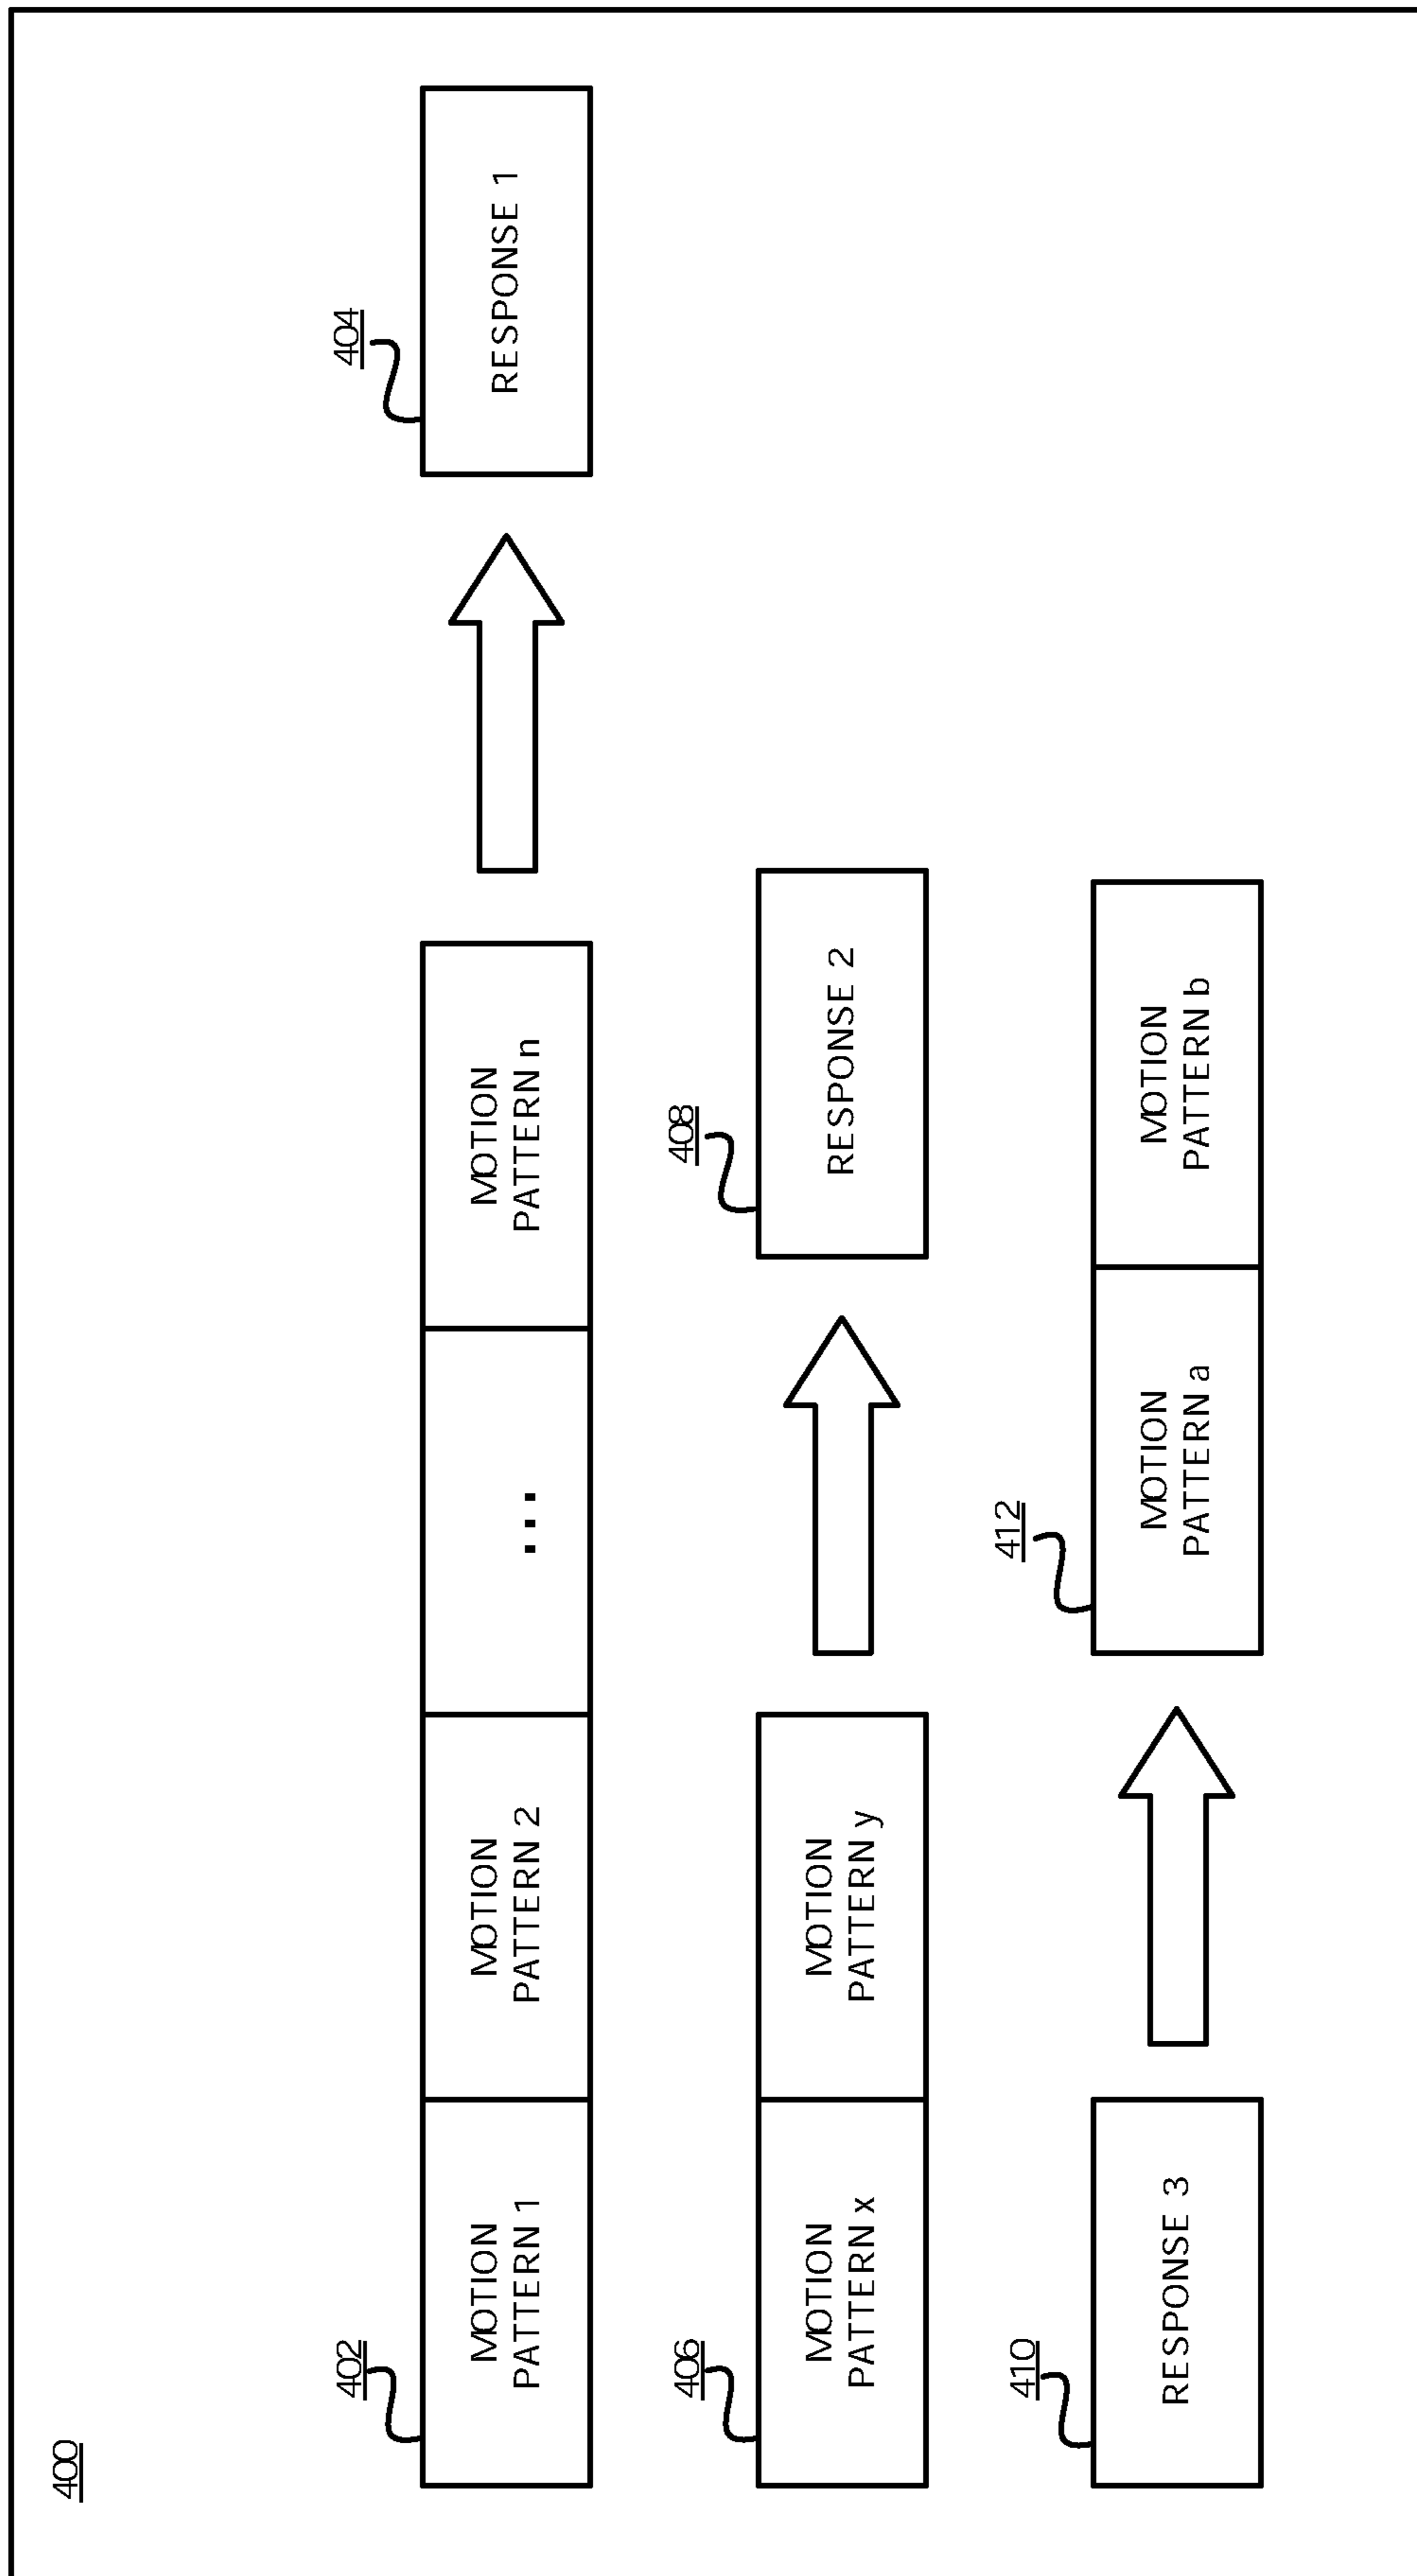 400
402
MOTION
PATTERN 1
MOTION
PATTERN 2
...
MOTION
PATTERN n
404
RESPONSE 1
406
MOTION
PATTERN x
MOTION
PATTERN y
408
RESPONSE 2
410
RESPONSE 3
412
MOTION
PATTERN a
MOTION
PATTERN b